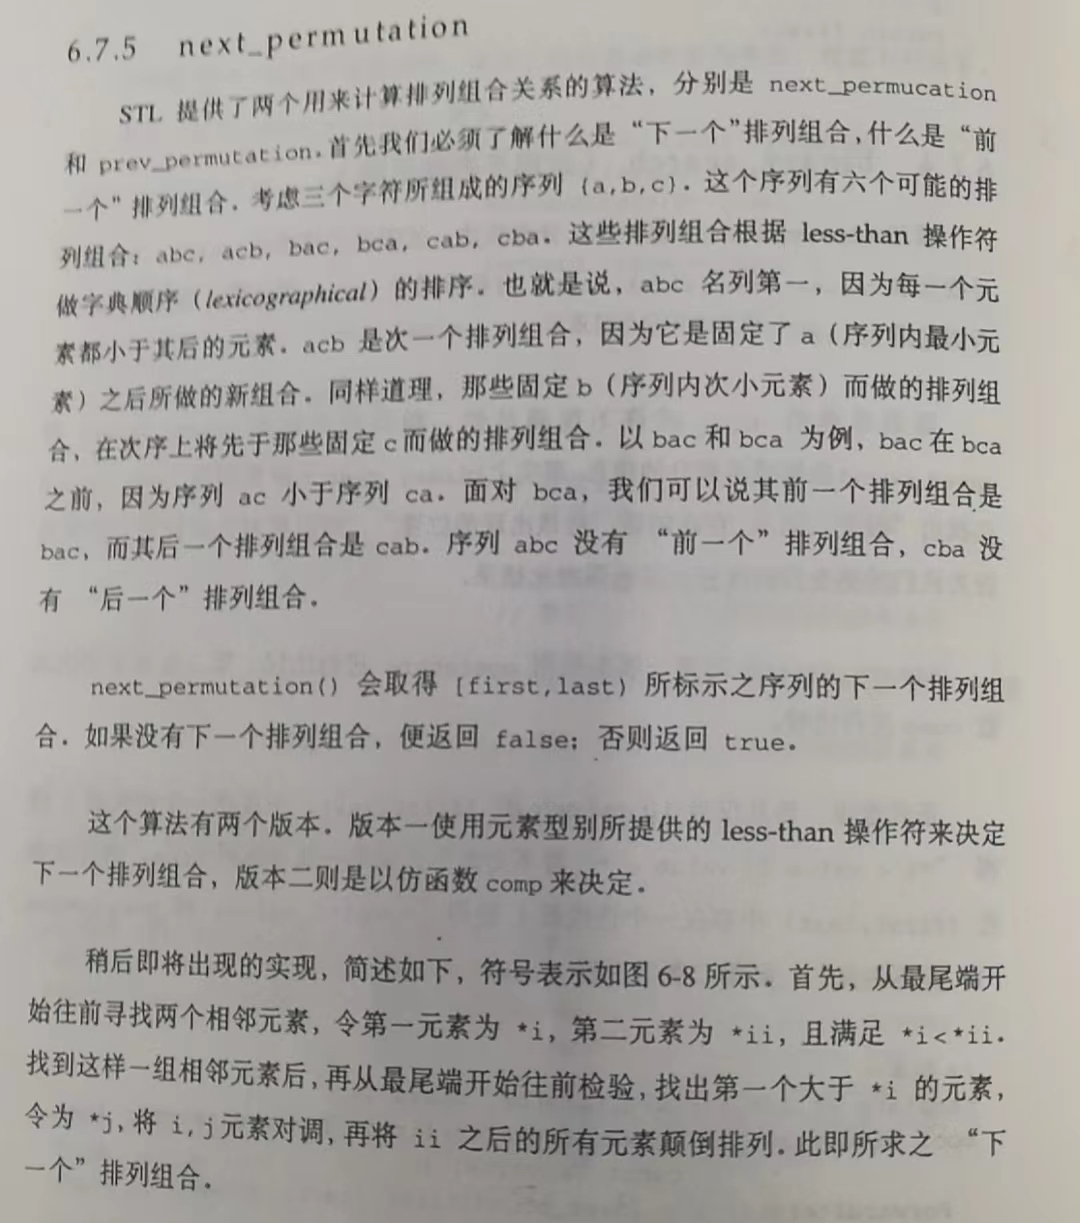 6.7.5 next_permutation
STL 提供了两个用来计算排列组合关系的算法，分别是 next_permucation
和 prev_permutation．首先我们必须了解什么是“下一个”排列组合，什么是“前
一个”排列组合．考虑三个字符所组成的序列 {a,b,c}．这个序列有六个可能的排
列组合：abc，acb，bac，bca，cab，cba．这些排列组合根据 less-than 操作符
做字典顺序（lexicographical）的排序．也就是说，abc 名列第一，因为每一个元
素都小于其后的元素．acb 是次一个排列组合，因为它是固定了 a（序列内最小元
素）之后所做的新组合．同样道理，那些固定 b（序列内次小元素）而做的排列组
合，在次序上将先于那些固定 c 而做的排列组合．以 bac 和 bca 为例，bac 在 bca
之前，因为序列 ac 小于序列 ca．面对 bca，我们可以说其前一个排列组合是
bac，而其后一个排列组合是 cab．序列 abc 没有 “前一个”排列组合，cba 没
有 “后一个”排列组合．
next_permutation() 会取得 [first,last) 所标示之序列的下一个排列组
合．如果没有下一个排列组合，便返回 false；否则返回 true．
这个算法有两个版本．版本一使用元素型别所提供的 less-than 操作符来决定
下一个排列组合，版本二则是以仿函数 comp 来决定．
稍后即将出现的实现，简述如下，符号表示如图 6-8 所示．首先，从最尾端开
始往前寻找两个相邻元素，令第一元素为 *i，第二元素为 *ii，且满足 *i<*ii．
找到这样一组相邻元素后，再从最尾端开始往前检验，找出第一个大于 *i 的元素，
令为 *j，将 i，j 元素对调，再将 ii 之后的所有元素颠倒排列．此即所求之 “下
一个”排列组合．